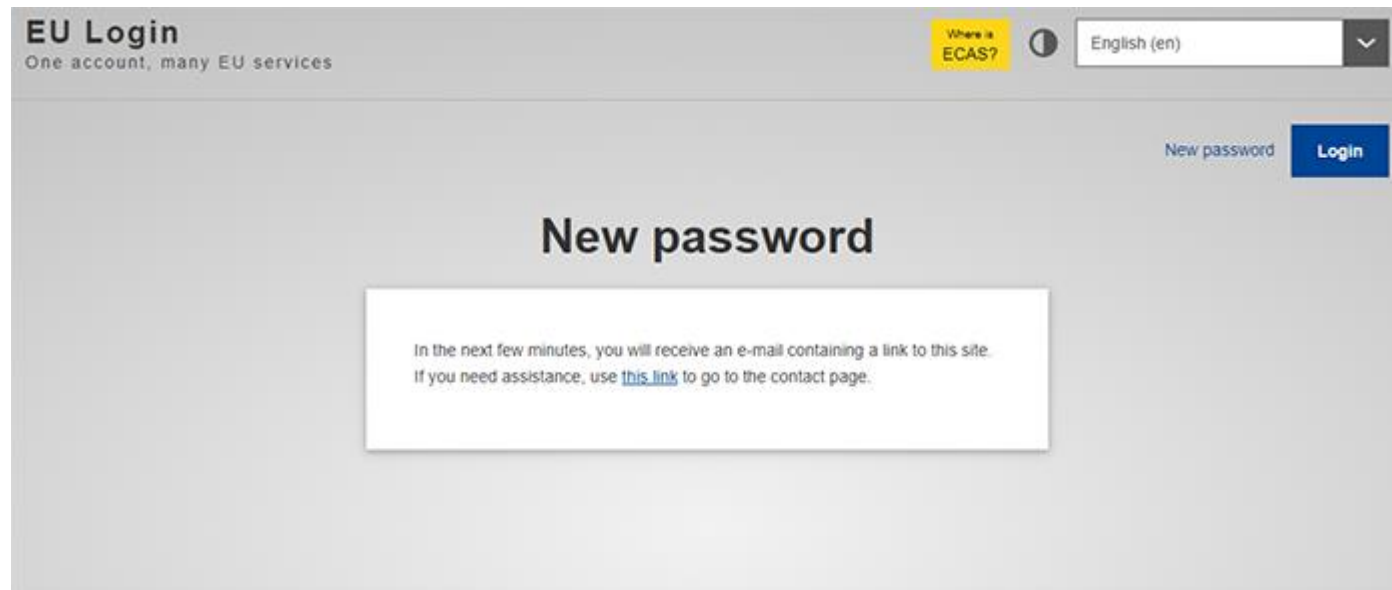 EU Login
One account, many EU services
Where is
ECAS?
English (en)
New password
Login
New password
In the next few minutes, you will receive an e-mail containing a link to this site.
If you need assistance, use this link to go to the contact page.